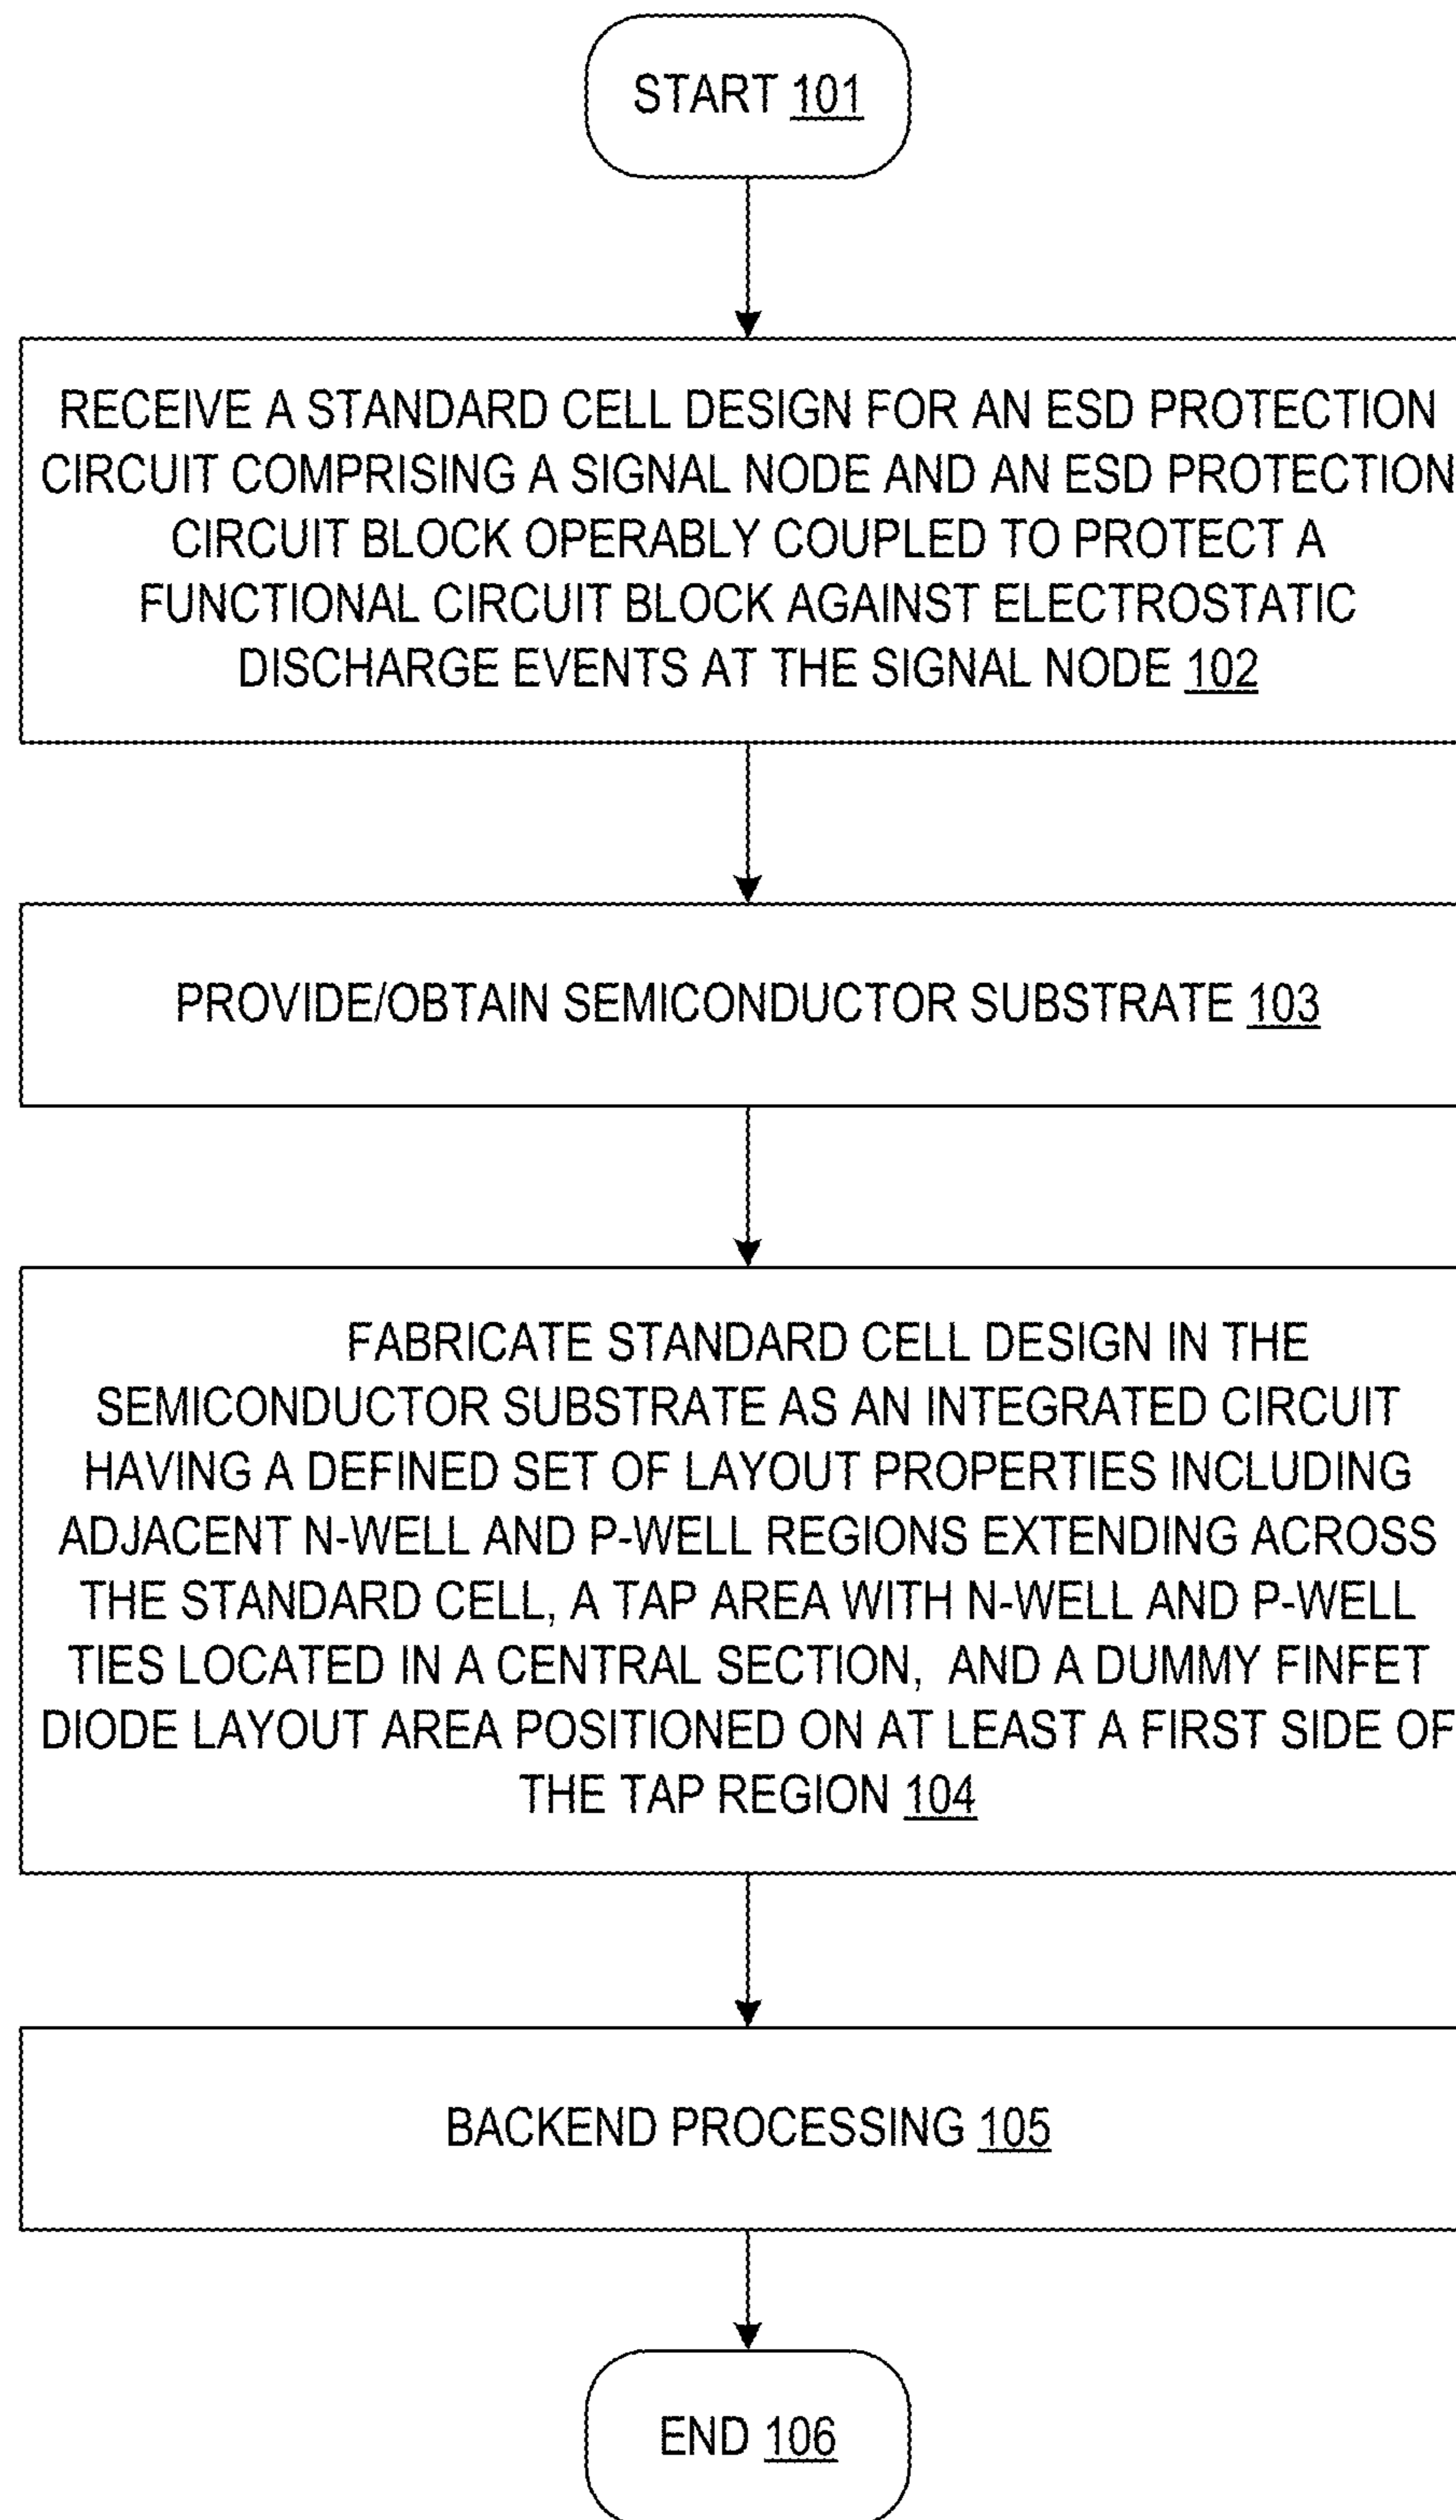 START 101
RECEIVE A STANDARD CELL DESIGN FOR AN ESD PROTECTION
CIRCUIT COMPRISING A SIGNAL NODE AND AN ESD PROTECTION
CIRCUIT BLOCK OPERABLY COUPLED TO PROTECT A
FUNCTIONAL CIRCUIT BLOCK AGAINST ELECTROSTATIC
DISCHARGE EVENTS AT THE SIGNAL NODE 102
PROVIDE/OBTAIN SEMICONDUCTOR SUBSTRATE 103
FABRICATE STANDARD CELL DESIGN IN THE
SEMICONDUCTOR SUBSTRATE AS AN INTEGRATED CIRCUIT
HAVING A DEFINED SET OF LAYOUT PROPERTIES INCLUDING
ADJACENT N-WELL AND P-WELL REGIONS EXTENDING ACROSS
THE STANDARD CELL, A TAP AREA WITH N-WELL AND P-WELL
TIES LOCATED IN A CENTRAL SECTION, AND A DUMMY FINFET
DIODE LAYOUT AREA POSITIONED ON AT LEAST A FIRST SIDE OF
THE TAP REGION 104
BACKEND PROCESSING 105
END 106